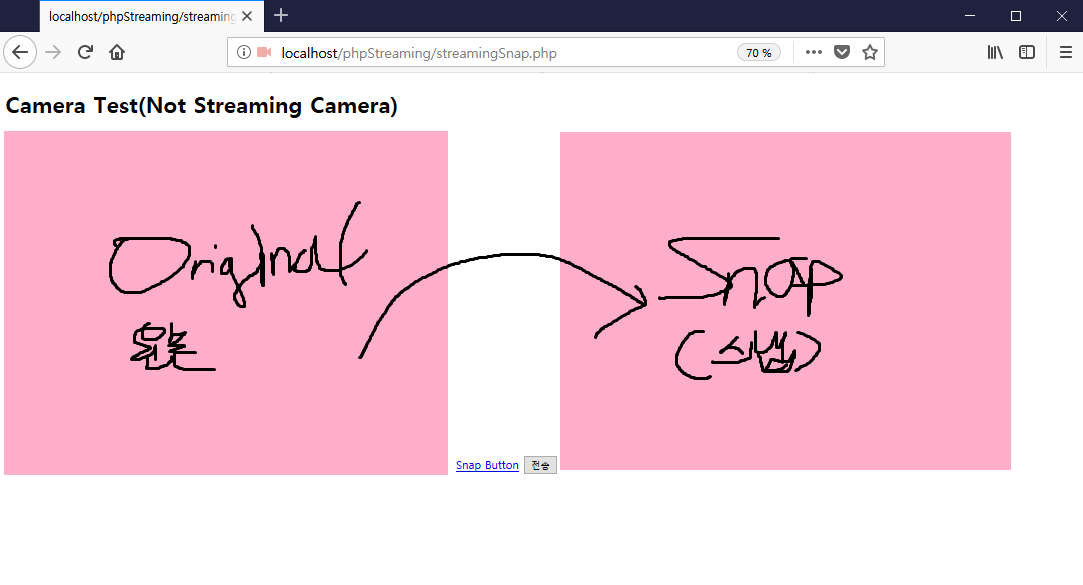 localhost/phpStreaming/streaming
localhost/phpStreaming/streamingSnap.php
70 %
Camera Test(Not Streaming Camera)
Original
원본
Snap
(스냅)
Snap Button
전송